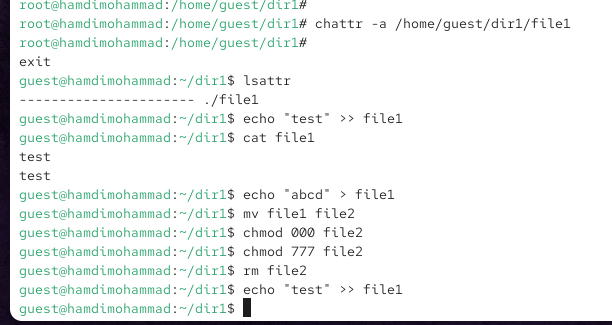 root@hamdimohammad:/home/guest/dir1#
root@hamdimohammad:/home/guest/dir1# chattr -a /home/guest/dir1/file1
root@hamdimohammad:/home/guest/dir1#
exit
guest@hamdimohammad:~/dir1$ lsattr
---------------------- ./file1
guest@hamdimohammad:~/dir1$ echo "test" >> file1
guest@hamdimohammad:~/dir1$ cat file1
test
test
guest@hamdimohammad:~/dir1$ echo "abcd" > file1
guest@hamdimohammad:~/dir1$ mv file1 file2
guest@hamdimohammad:~/dir1$ chmod 000 file2
guest@hamdimohammad:~/dir1$ chmod 777 file2
guest@hamdimohammad:~/dir1$ rm file2
guest@hamdimohammad:~/dir1$ echo "test" >> file1
guest@hamdimohammad:~/dir1$